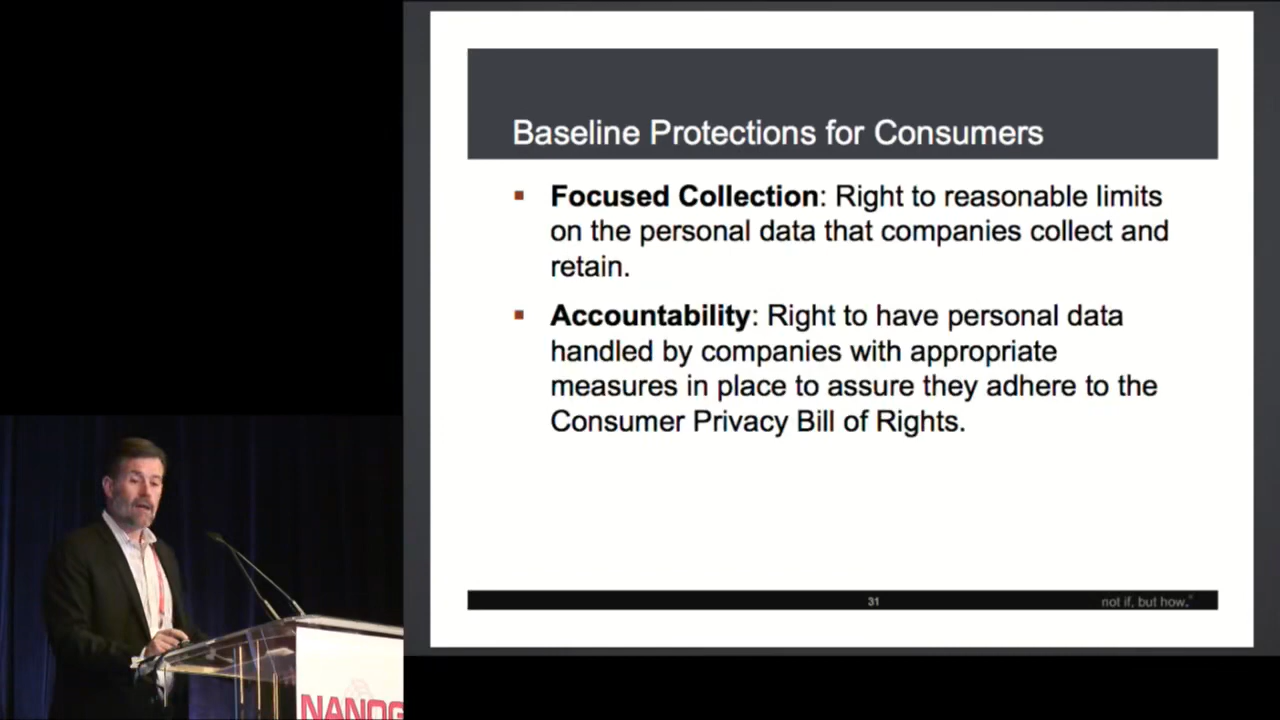 Baseline Protections for Consumers
▪ Focused Collection: Right to reasonable limits
on the personal data that companies collect and
retain.
▪ Accountability: Right to have personal data
handled by companies with appropriate
measures in place to assure they adhere to the
Consumer Privacy Bill of Rights.
31
not if, but how.
NANOG